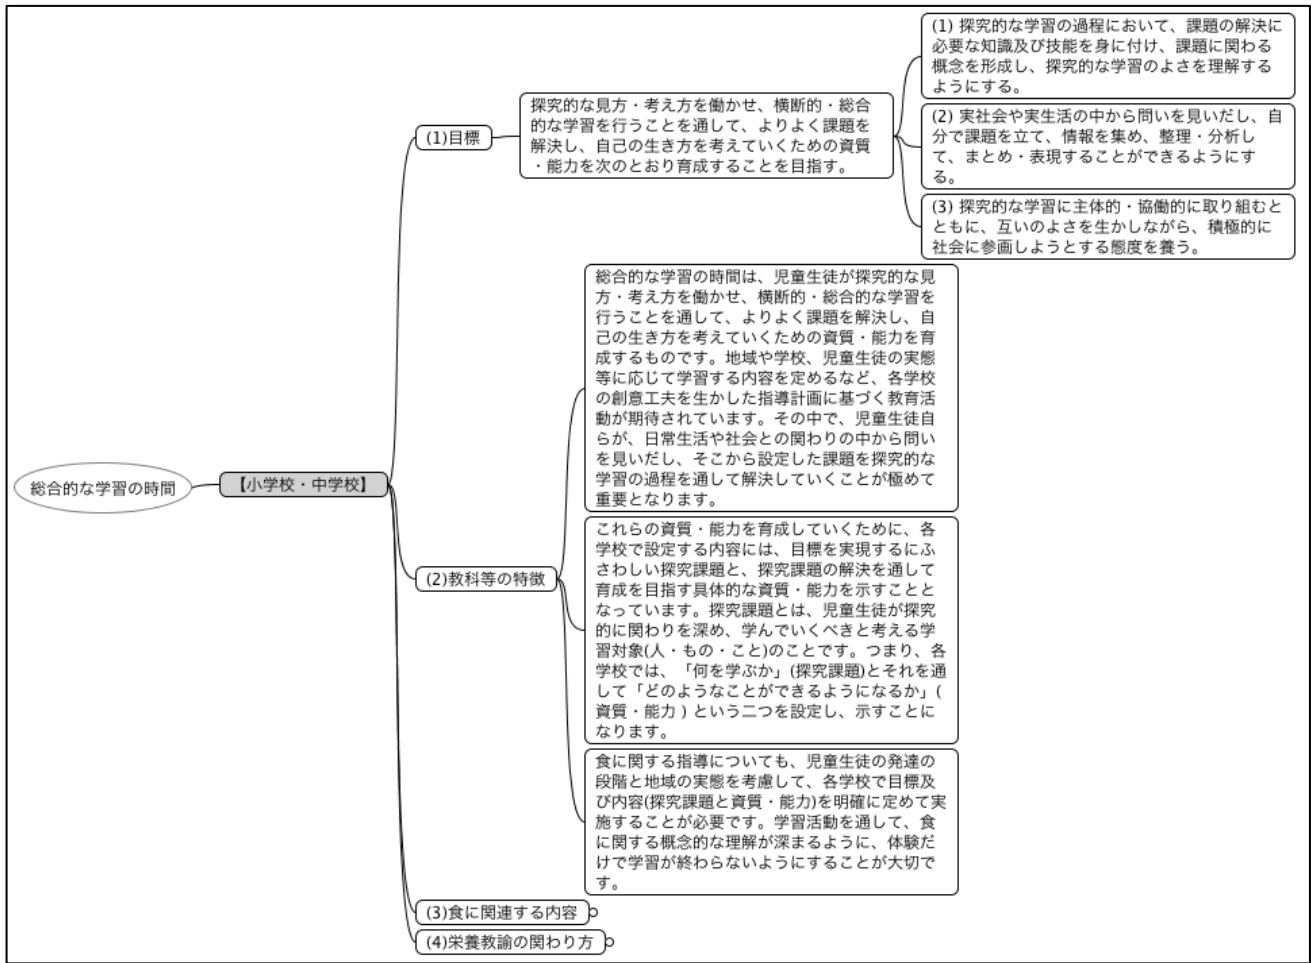 総合的な学習の時間
【小学校・中学校】
(1)目標
探究的な見方・考え方を働かせ、横断的・総合
的な学習を行うことを通して、よりよく課題を
解決し、自己の生き方を考えていくための資質
・能力を次のとおり育成することを目指す。
(1) 探究的な学習の過程において、課題の解決に
必要な知識及び技能を身に付け、課題に関わる
概念を形成し、探究的な学習のよさを理解する
ようにする。
(2) 実社会や実生活の中から問いを見いだし、自
分で課題を立て、情報を集め、整理・分析し
て、まとめ・表現することができるようにす
る。
(3) 探究的な学習に主体的・協働的に取り組むと
ともに、互いのよさを生かしながら、積極的に
社会に参画しようとする態度を養う。
(2)教科等の特徴
総合的な学習の時間は、児童生徒が探究的な見
方・考え方を働かせ、横断的・総合的な学習を
行うことを通して、よりよく課題を解決し、自
己の生き方を考えていくための資質・能力を育
成するものです。地域や学校、児童生徒の実態
等に応じて学習する内容を定めるなど、各学校
の創意工夫を生かした指導計画に基づく教育活
動が期待されています。その中で、児童生徒自
らが、日常生活や社会との関わりの中から問い
を見いだし、そこから設定した課題を探究的な
学習の過程を通して解決していくことが極めて
重要となります。
これらの資質・能力を育成していくために、各
学校で設定する内容には、目標を実現するにふ
さわしい探究課題と、探究課題の解決を通して
育成を目指す具体的な資質・能力を示すことと
なっています。探究課題とは、児童生徒が探究
的に関わりを深め、学んでいくべきと考える学
習対象(人・もの・こと)のことです。つまり、各
学校では、「何を学ぶか」(探究課題)とそれを通
して「どのようなことができるようになるか」(
資質・能力 ) という二つを設定し、示すことに
なります。
食に関する指導についても、児童生徒の発達の
段階と地域の実態を考慮して、各学校で目標及
び内容(探究課題と資質・能力)を明確に定めて実
施することが必要です。学習活動を通して、食
に関する概念的な理解が深まるように、体験だ
けで学習が終わらないようにすることが大切で
す。
(3)食に関連する内容
(4)栄養教諭の関わり方